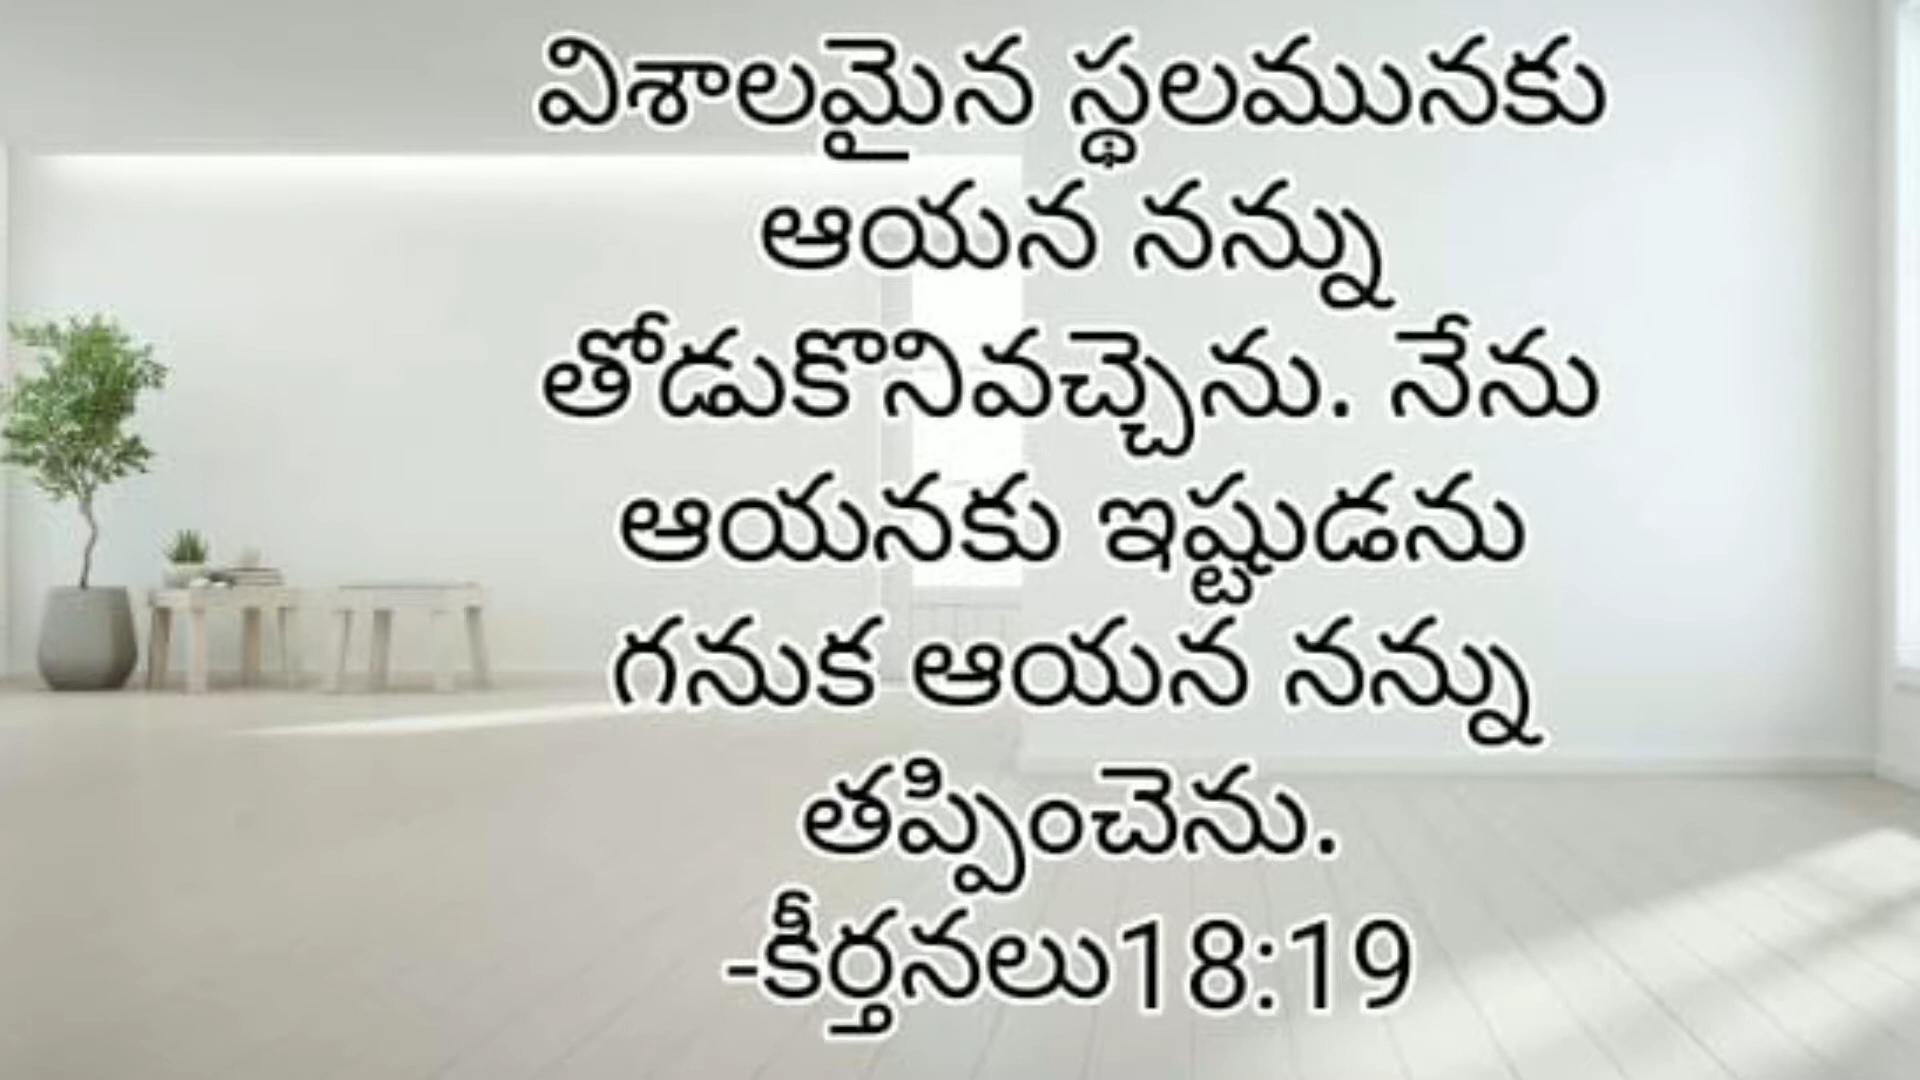 విశాలమైన స్థలమునకు
ఆయన నన్ను
తోడుకొనివచ్చెను. నేను
ఆయనకు ఇష్టుడను
గనుక ఆయన నన్ను
తప్పించెను.
-కీర్తనలు18:19